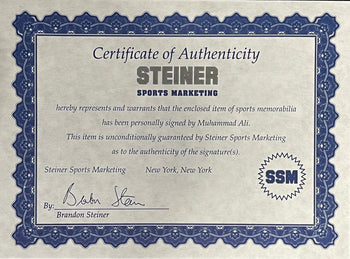 Certificate of Authenticity
STEINER
SPORTS MARKETING
hereby represents and warrants that the enclosed item of sports memorabilia
has been personally signed by Muhammad Ali.
This item is unconditionally guaranteed by Steiner Sports Marketing
as to the authenticity of the signature(s).
Steiner Sports Marketing New York, New York
SSM
By:
Brandon Steiner